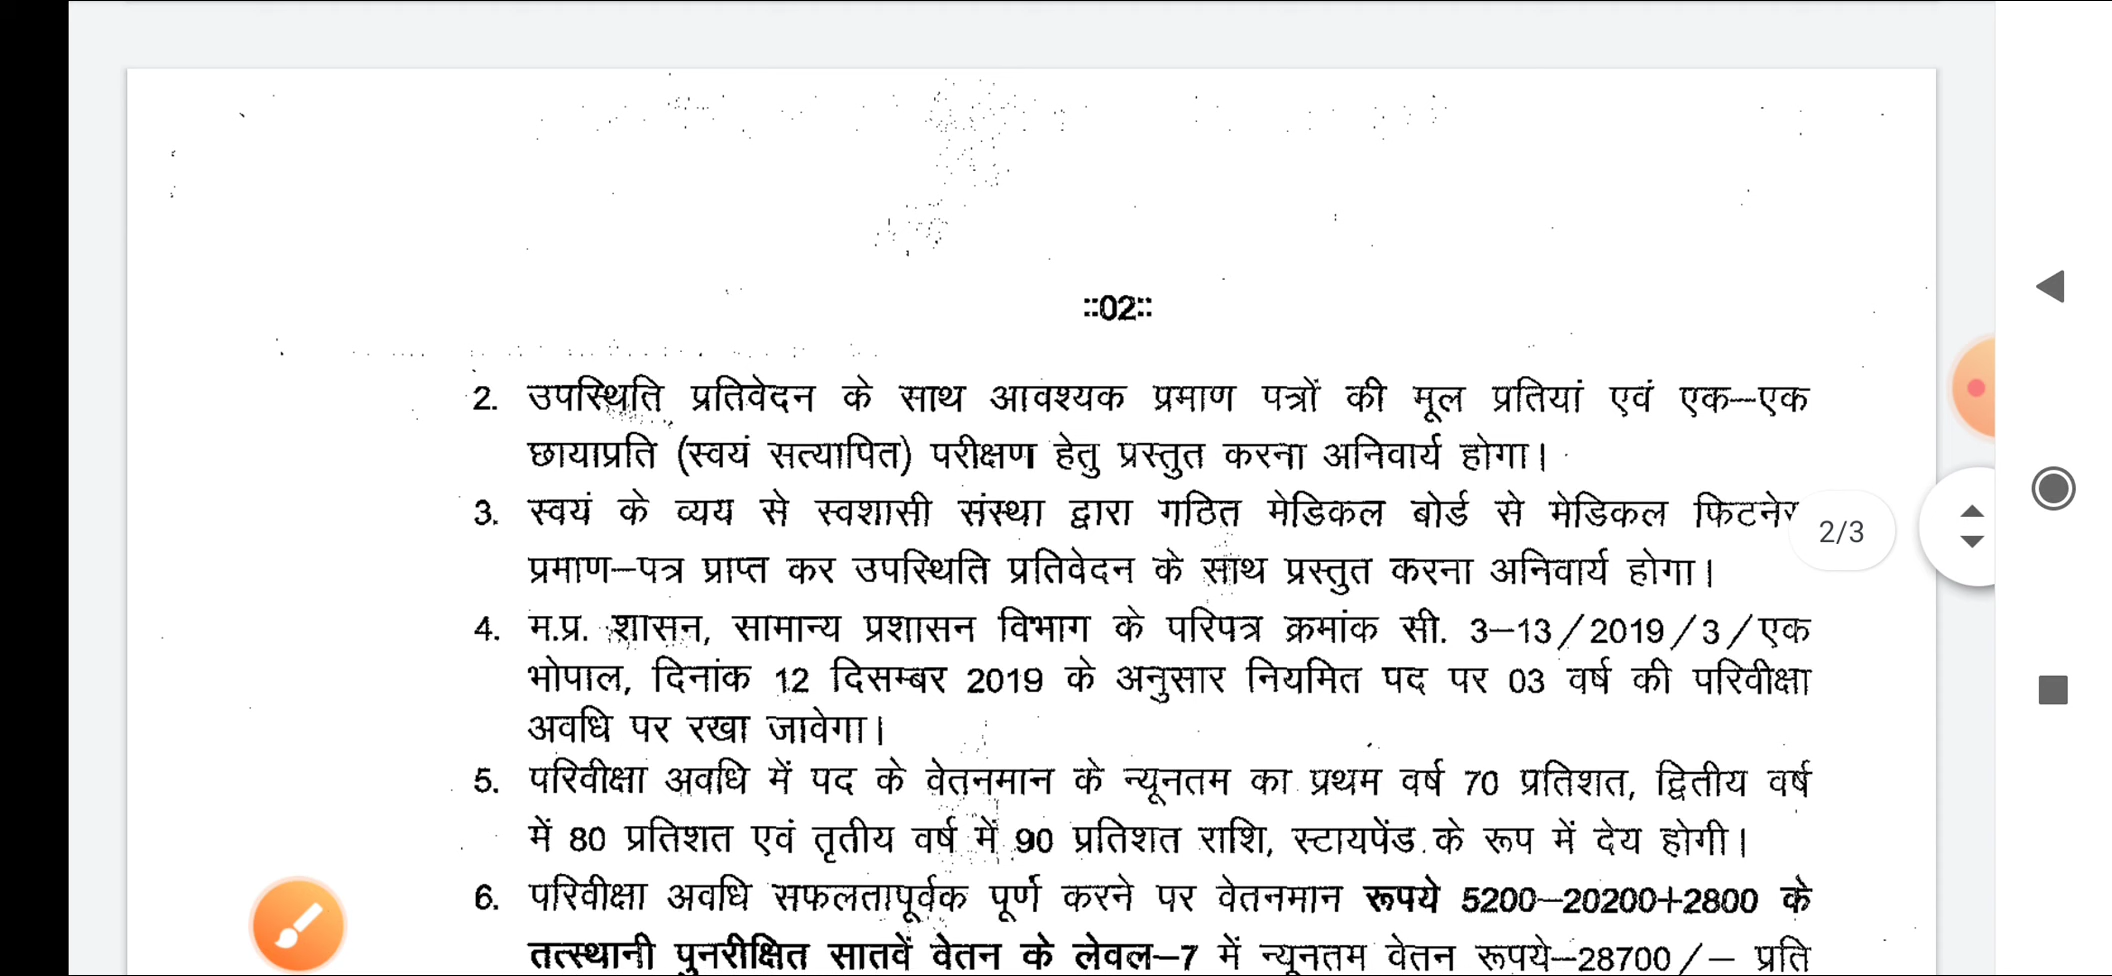 ::02::
2. उपस्थिति प्रतिवेदन के साथ आवश्यक प्रमाण पत्रों की मूल प्रतियां एवं एक–एक
छायाप्रति (स्वयं सत्यापित) परीक्षण हेतु प्रस्तुत करना अनिवार्य होगा।
3. स्वयं के व्यय से स्वशासी संस्था द्वारा गठित मेडिकल बोर्ड से मेडिकल
2/3
प्रमाण–पत्र प्राप्त कर उपस्थिति प्रतिवेदन के साथ प्रस्तुत करना अनिवार्य होगा।
4. म.प्र. शासन, सामान्य प्रशासन विभाग के परिपत्र क्रमांक सी. 3–13/2019/3/एक
भोपाल, दिनांक 12 दिसम्बर 2019 के अनुसार नियमित पद पर 03 वर्ष की परिवीक्षा
अवधि पर रखा जावेगा।
5. परिवीक्षा अवधि में पद के वेतनमान के न्यूनतम का प्रथम वर्ष 70 प्रतिशत, द्वितीय वर्ष
में 80 प्रतिशत एवं तृतीय वर्ष में 90 प्रतिशत राशि, स्टायपेंड के रूप में देय होगी।
6. परिवीक्षा अवधि सफलतापूर्वक पूर्ण करने पर वेतनमान रूपये 5200–20200+2800 के
तत्स्थानी पुनरीक्षित सातवें वेतन के लेवल–7 में न्यूनतम वेतन रूपये–28700/– प्रति